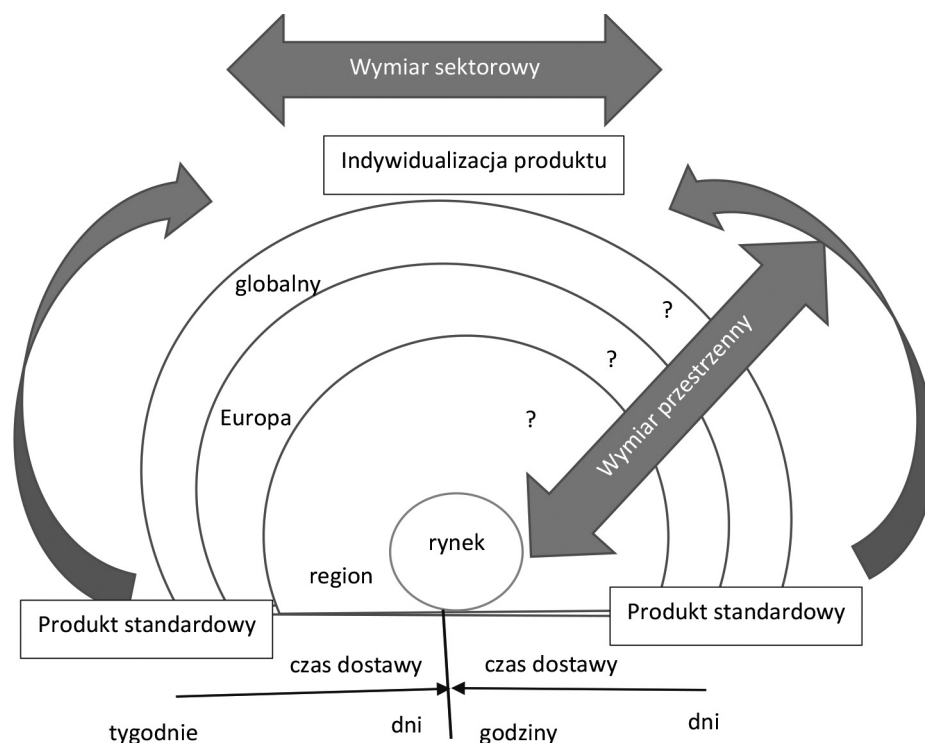 Wymiar sektorowy
Indywidualizacja produktu
globalny
?
?
Wymiar przestrzenny
Europa
?
rynek
region
Produkt standardowy
Produkt standardowy
czas dostawy
czas dostawy
tygodnie
dni
godziny
dni